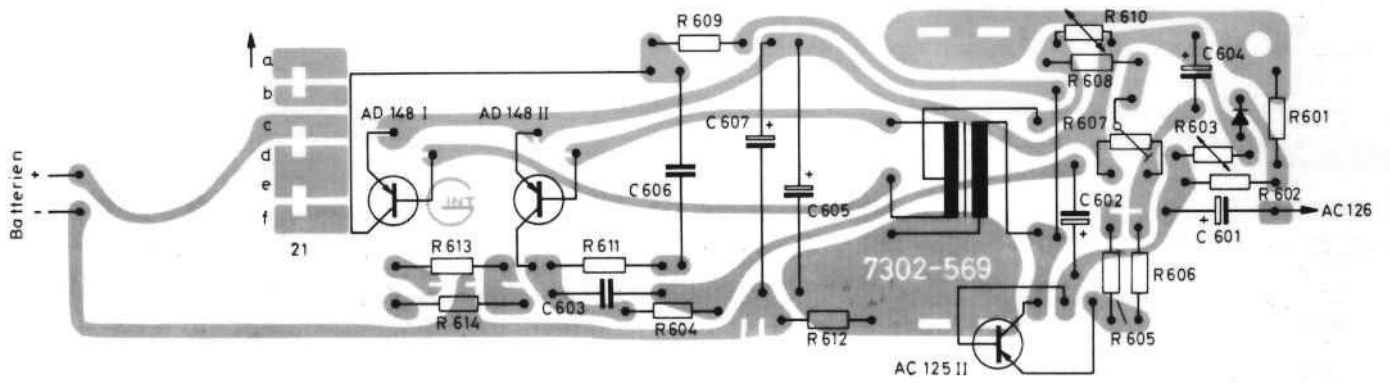 R 609
R 610
C 604
R 608
a
b
c
d
e
f
21
AD 148 I
AD 148 II
C 607
C 606
C 605
R 607
R 603
R 601
R 602
C 602
C 601
AC 126
Batterien
+
-
INT
R 613
R 611
R 614
C 603
R 604
R 612
7302-569
R 606
R 605
AC 125 II
+
+
+
+
+